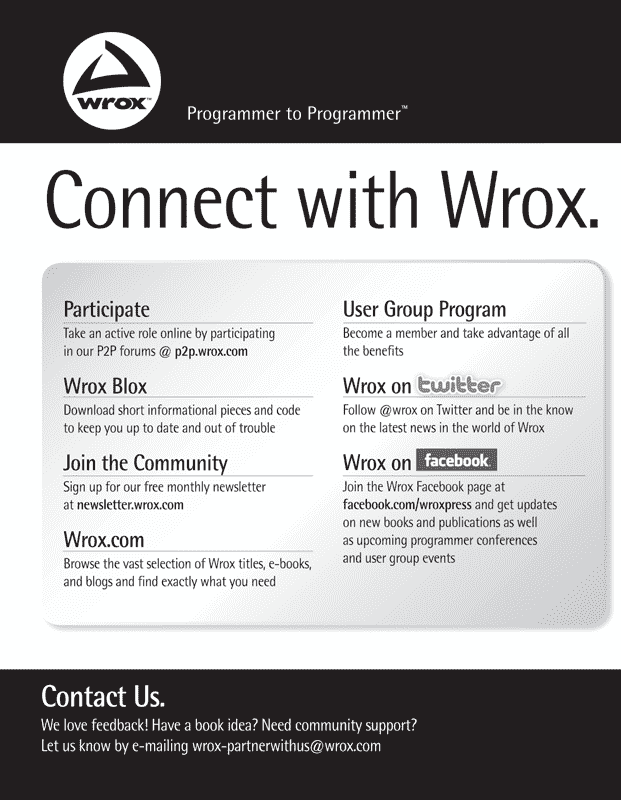 wrox™
Programmer to Programmer™
Connect with Wrox.
Participate
Take an active role online by participating
in our P2P forums @ p2p.wrox.com
Wrox Blox
Download short informational pieces and code
to keep you up to date and out of trouble
Join the Community
Sign up for our free monthly newsletter
at newsletter.wrox.com
Wrox.com
Browse the vast selection of Wrox titles, e-books,
and blogs and find exactly what you need
User Group Program
Become a member and take advantage of all
the benefits
Wrox on twitter
Follow @wrox on Twitter and be in the know
on the latest news in the world of Wrox
Wrox on facebook.
Join the Wrox Facebook page at
facebook.com/wroxpress and get updates
on new books and publications as well
as upcoming programmer conferences
and user group events
Contact Us.
We love feedback! Have a book idea? Need community support?
Let us know by e-mailing wrox-partnerwithus@wrox.com